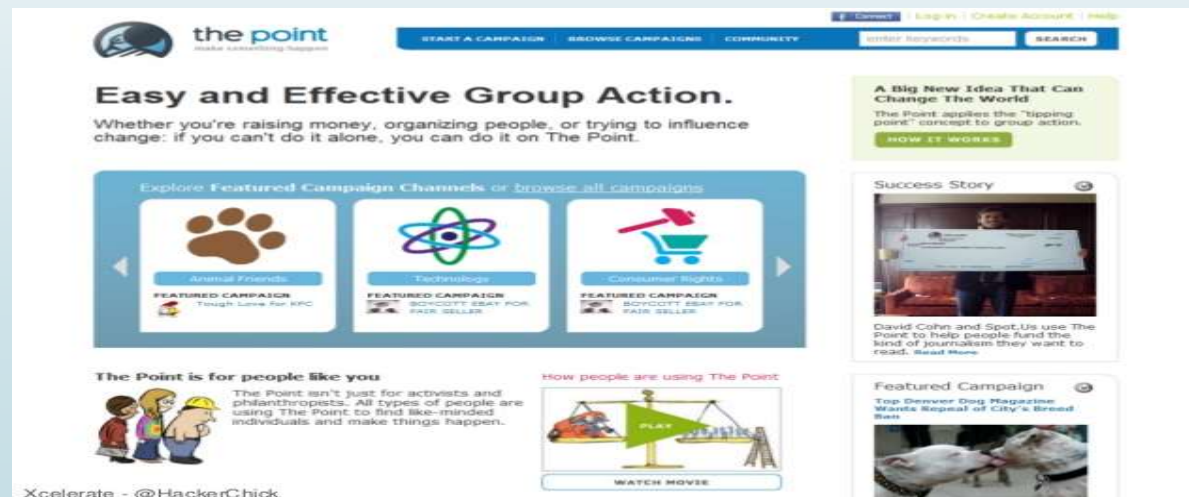 Connect | Log in | Create Account | Help
the point
make something happen
START A CAMPAIGN | BROWSE CAMPAIGNS | COMMUNITY
enter keywords
SEARCH
Easy and Effective Group Action.
Whether you're raising money, organizing people, or trying to influence
change: if you can't do it alone, you can do it on The Point.
A Big New Idea That Can
Change The World
The Point applies the "tipping
point" concept to group action.
HOW IT WORKS
Explore Featured Campaign Channels or browse all campaigns
Animal Friends
FEATURED CAMPAIGN
Tough Love for KFC
Technology
FEATURED CAMPAIGN
BOYCOTT EBAY FOR
FAIR SELLER
Consumer Rights
FEATURED CAMPAIGN
BOYCOTT EBAY FOR
FAIR SELLER
Success Story
David Cohn and Spot.Us use The
Point to help people fund the
kind of journalism they want to
read. Read More
The Point is for people like you
The Point isn't just for activists and
philanthropists. All types of people are
using The Point to find like-minded
individuals and make things happen.
How people are using The Point
PLAY
WATCH MOVIE
Featured Campaign
Top Denver Dog Magazine
Wants Repeal of City's Breed
Ban
Xcelerate - @HackerChick